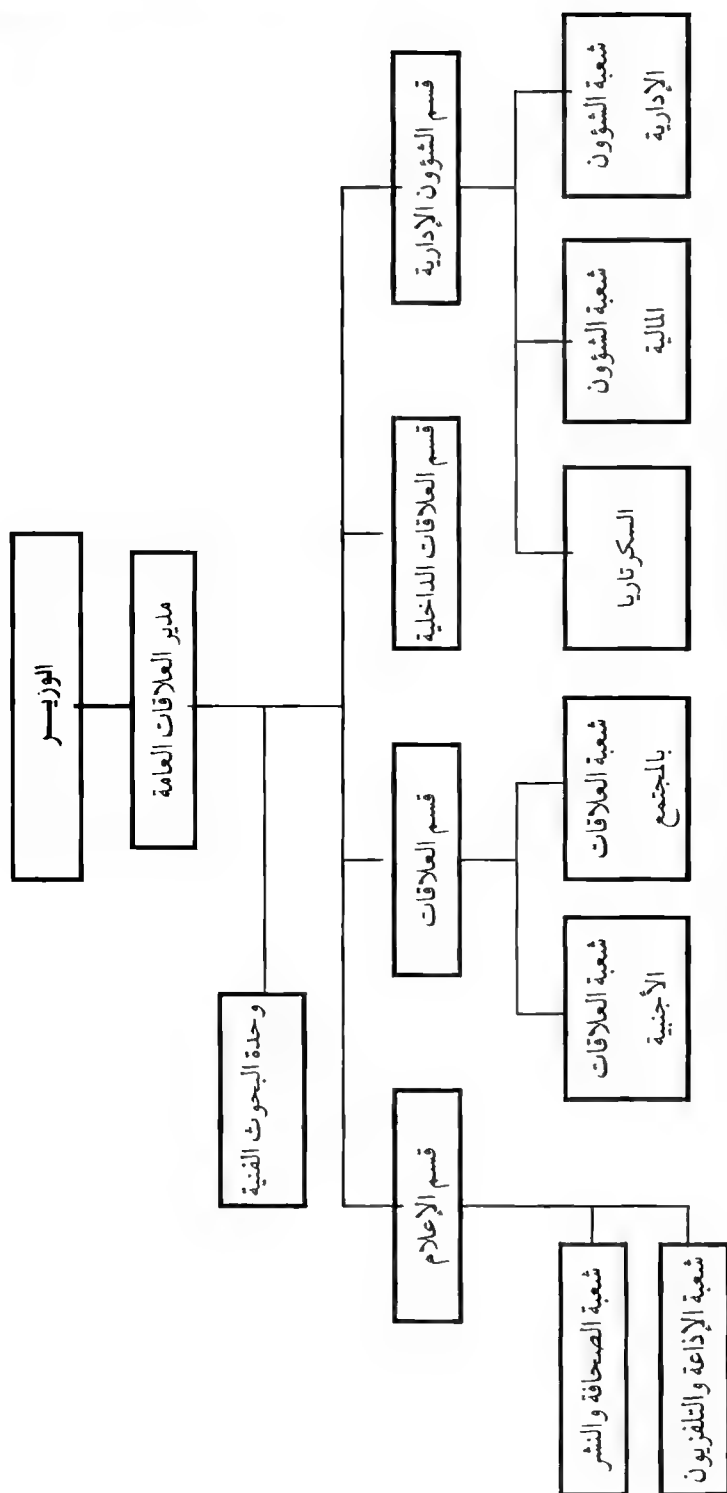 الوزيـــر
مدير العلاقات العامة
وحدة البحوث الفنية
قسم الشؤون الإدارية
قسم العلاقات الداخلية
قسم العلاقات
قسم الإعلام
شعبة الشؤون
الإدارية
شعبة الشؤون
المالية
السكرتاريا
شعبة العلاقات
بالمجتمع
شعبة العلاقات
الأجنبية
شعبة الصحافة والنشر
شعبة الإذاعة والتلفزيون